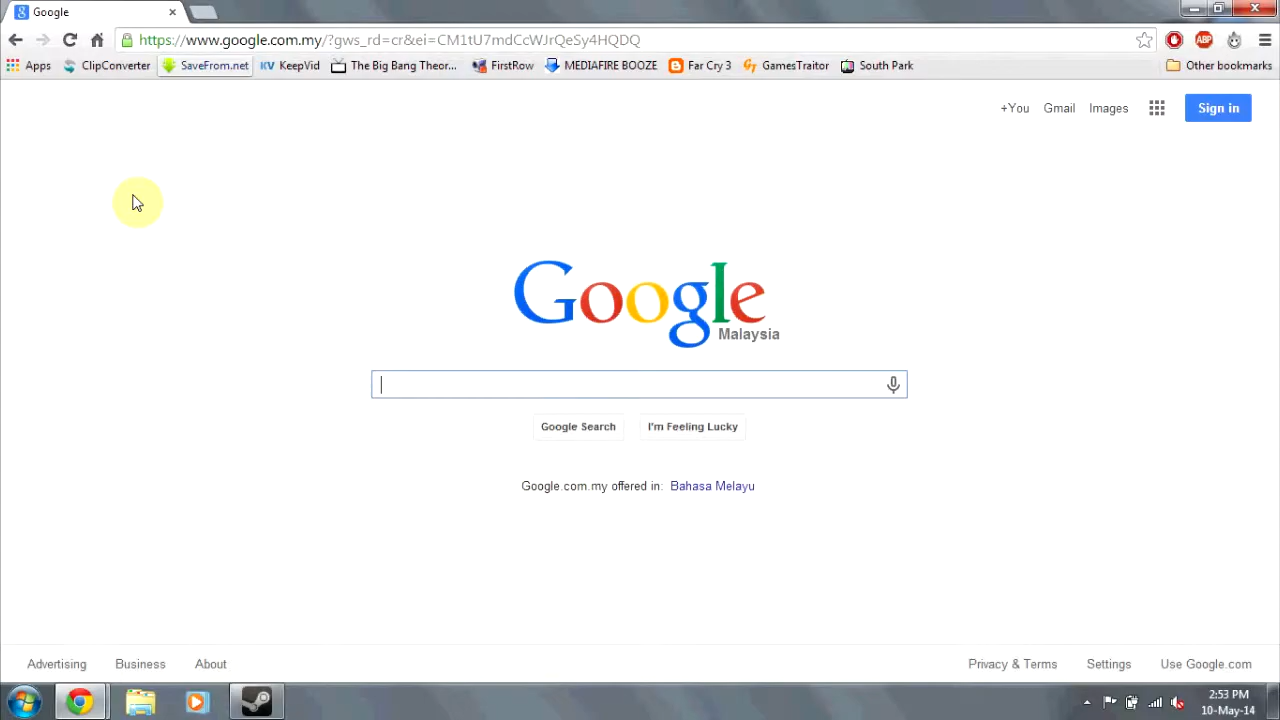 Google
https://www.google.com.my/?gws_rd=cr&ei=CM1tU7mdCcWJrQeSy4HQDQ
ABP
Apps ClipConverter SaveFrom.net KV KeepVid The Big Bang Theor... FirstRow MEDIAFIRE BOOZE Far Cry 3 GT GamesTraitor South Park Other bookmarks
+You Gmail Images Sign in
Google
Malaysia
Google Search I'm Feeling Lucky
Google.com.my offered in: Bahasa Melayu
Advertising Business About Privacy & Terms Settings Use Google.com
2:53 PM
10-May-14